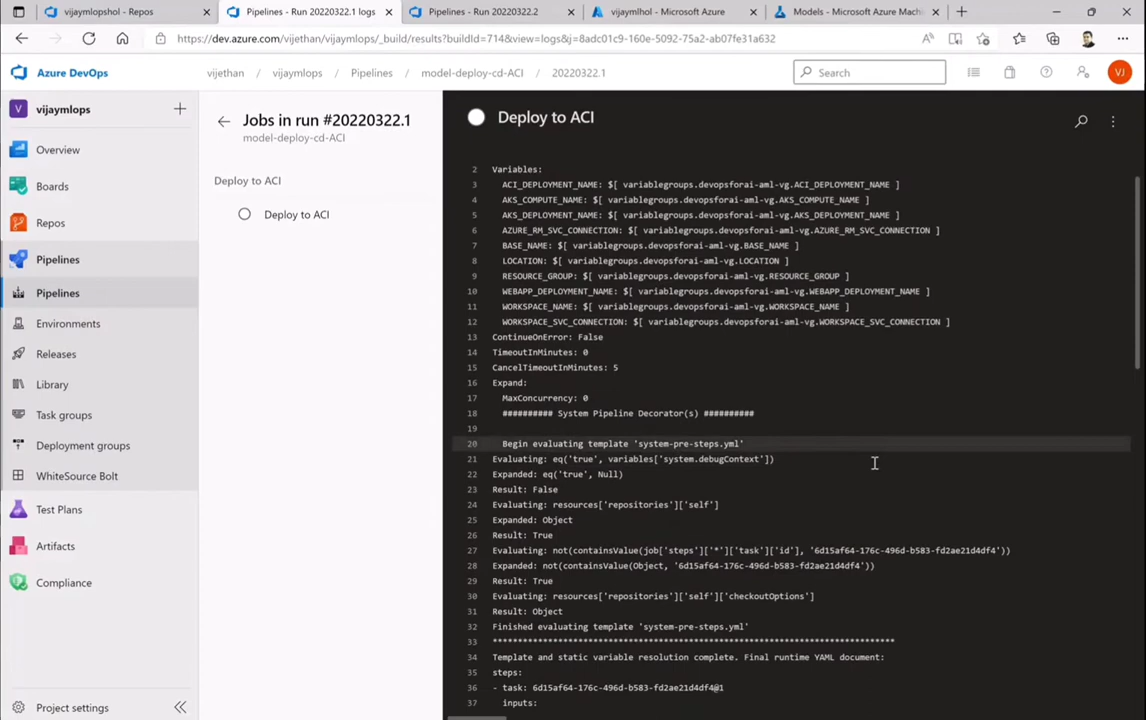 vijaymlopshol - Repos
Pipelines - Run 20220322.1 logs
Pipelines - Run 20220322.2
vijaymlhol - Microsoft Azure
Models - Microsoft Azure Machi
https://dev.azure.com/vijethan/vijaymlops/_build/results?buildId=714&view=logs&j=8adc01c9-160e-5092-75a2-ab07fe31a632
Azure DevOps
vijethan / vijaymlops / Pipelines / model-deploy-cd-ACI / 20220322.1
Search
VJ
V vijaymlops
Overview
Boards
Repos
Pipelines
Pipelines
Environments
Releases
Library
Task groups
Deployment groups
WhiteSource Bolt
Test Plans
Artifacts
Compliance
Project settings
Jobs in run #20220322.1
model-deploy-cd-ACI
Deploy to ACI
Deploy to ACI
Deploy to ACI
2 Variables:
3 ACI_DEPLOYMENT_NAME: $[ variablegroups.devopsforai-aml-vg.ACI_DEPLOYMENT_NAME ]
4 AKS_COMPUTE_NAME: $[ variablegroups.devopsforai-aml-vg.AKS_COMPUTE_NAME ]
5 AKS_DEPLOYMENT_NAME: $[ variablegroups.devopsforai-aml-vg.AKS_DEPLOYMENT_NAME ]
6 AZURE_RM_SVC_CONNECTION: $[ variablegroups.devopsforai-aml-vg.AZURE_RM_SVC_CONNECTION ]
7 BASE_NAME: $[ variablegroups.devopsforai-aml-vg.BASE_NAME ]
8 LOCATION: $[ variablegroups.devopsforai-aml-vg.LOCATION ]
9 RESOURCE_GROUP: $[ variablegroups.devopsforai-aml-vg.RESOURCE_GROUP ]
10 WEBAPP_DEPLOYMENT_NAME: $[ variablegroups.devopsforai-aml-vg.WEBAPP_DEPLOYMENT_NAME ]
11 WORKSPACE_NAME: $[ variablegroups.devopsforai-aml-vg.WORKSPACE_NAME ]
12 WORKSPACE_SVC_CONNECTION: $[ variablegroups.devopsforai-aml-vg.WORKSPACE_SVC_CONNECTION ]
13 ContinueOnError: False
14 TimeoutInMinutes: 0
15 CancelTimeoutInMinutes: 5
16 Expand:
17 MaxConcurrency: 0
18 ########## System Pipeline Decorator(s) ##########
19
20 Begin evaluating template 'system-pre-steps.yml'
21 Evaluating: eq('true', variables['system.debugContext'])
22 Expanded: eq('true', Null)
23 Result: False
24 Evaluating: resources['repositories']['self']
25 Expanded: Object
26 Result: True
27 Evaluating: not(containsValue(job['steps']['*']['task']['id'], '6d15af64-176c-496d-b583-fd2ae21d4df4'))
28 Expanded: not(containsValue(Object, '6d15af64-176c-496d-b583-fd2ae21d4df4'))
29 Result: True
30 Evaluating: resources['repositories']['self']['checkoutOptions']
31 Result: Object
32 Finished evaluating template 'system-pre-steps.yml'
33 ********************************************************************************
34 Template and static variable resolution complete. Final runtime YAML document:
35 steps:
36 - task: 6d15af64-176c-496d-b583-fd2ae21d4df4@1
37 inputs: